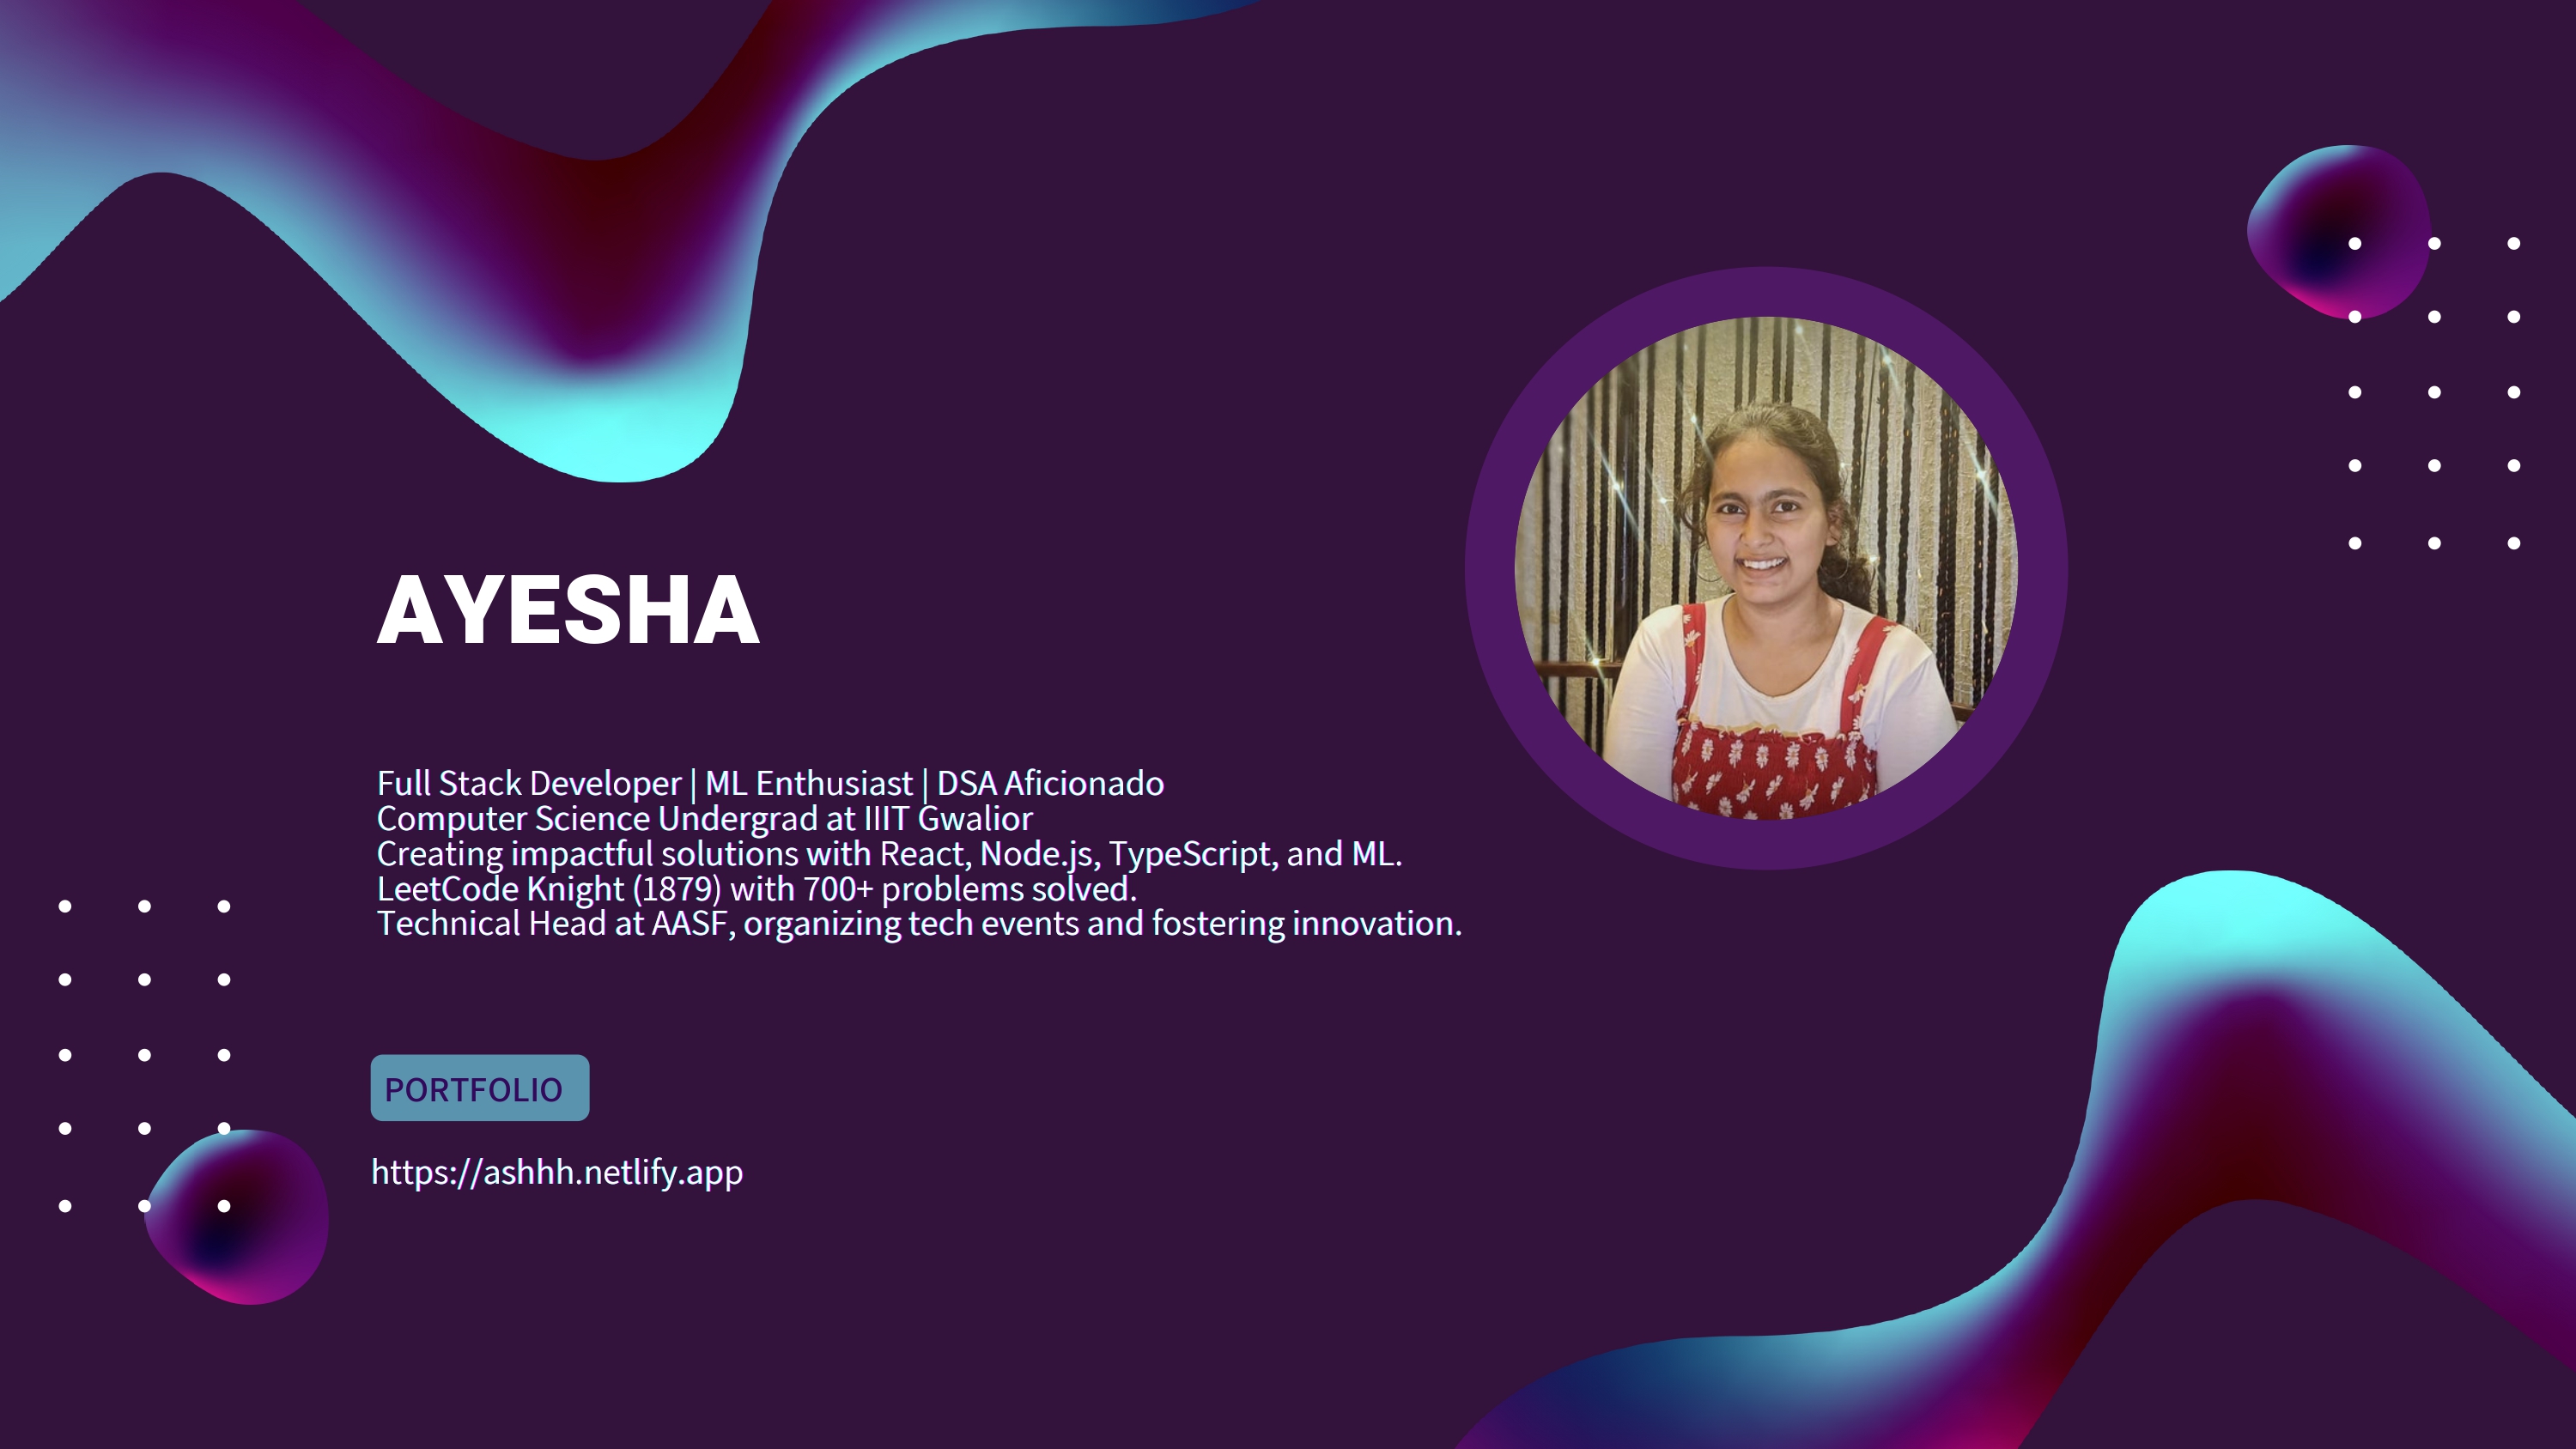 AYESHA
Full Stack Developer | ML Enthusiast | DSA Aficionado
Computer Science Undergrad at IIIT Gwalior
Creating impactful solutions with React, Node.js, TypeScript, and ML.
LeetCode Knight (1879) with 700+ problems solved.
Technical Head at AASF, organizing tech events and fostering innovation.
PORTFOLIO
https://ashhh.netlify.app